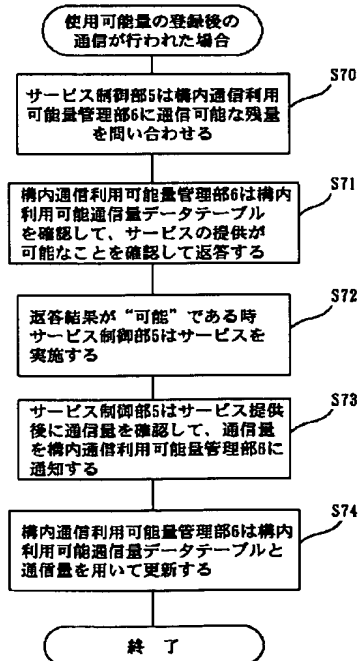 使用可能量の登録後の
通信が行われた場合
S70
サービス制御部5は構内通信利用
可能量管理部6に通信可能な残量
を問い合わせる
S71
構内通信利用可能量管理部6は構内
利用可能通信量データテーブル
を確認して、サービスの提供が
可能なことを確認して返答する
S72
返答結果が“可能”である時
サービス制御部5はサービスを
実施する
S73
サービス制御部5はサービス提供
後に通信量を確認して、通信量
を構内通信利用可能量管理部6に
通知する
S74
構内通信利用可能量管理部6は構内
利用可能通信量データテーブルと
通信量を用いて更新する
終 了